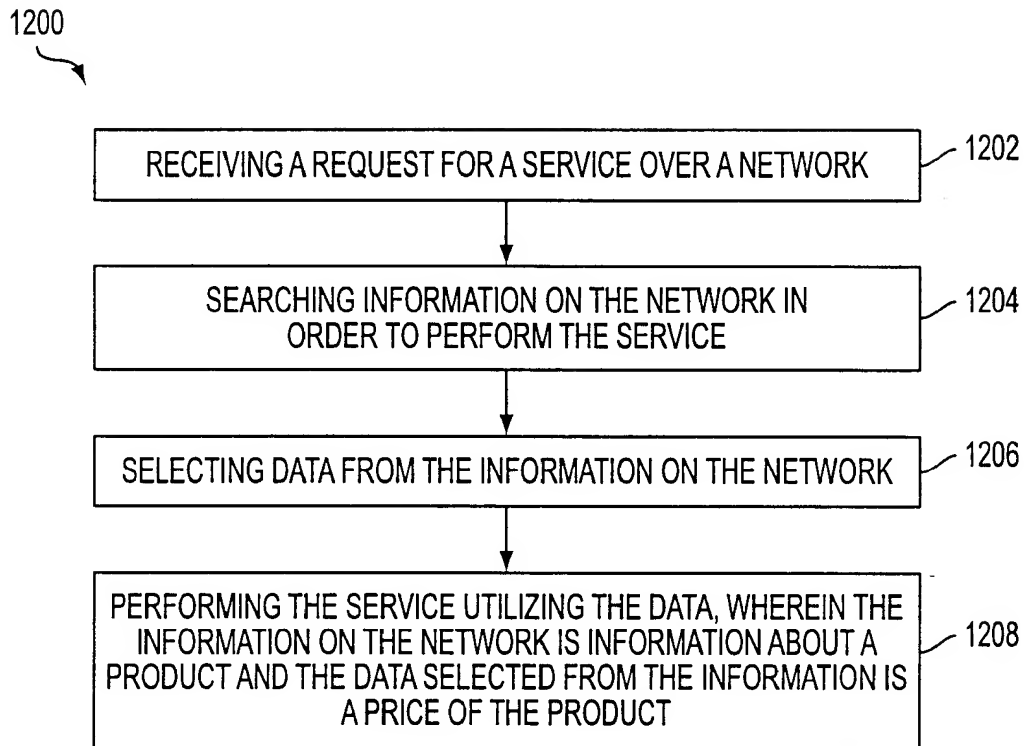 1200
RECEIVING A REQUEST FOR A SERVICE OVER A NETWORK
1202
SEARCHING INFORMATION ON THE NETWORK IN
ORDER TO PERFORM THE SERVICE
1204
SELECTING DATA FROM THE INFORMATION ON THE NETWORK
1206
PERFORMING THE SERVICE UTILIZING THE DATA, WHEREIN THE
INFORMATION ON THE NETWORK IS INFORMATION ABOUT A
PRODUCT AND THE DATA SELECTED FROM THE INFORMATION IS
A PRICE OF THE PRODUCT
1208